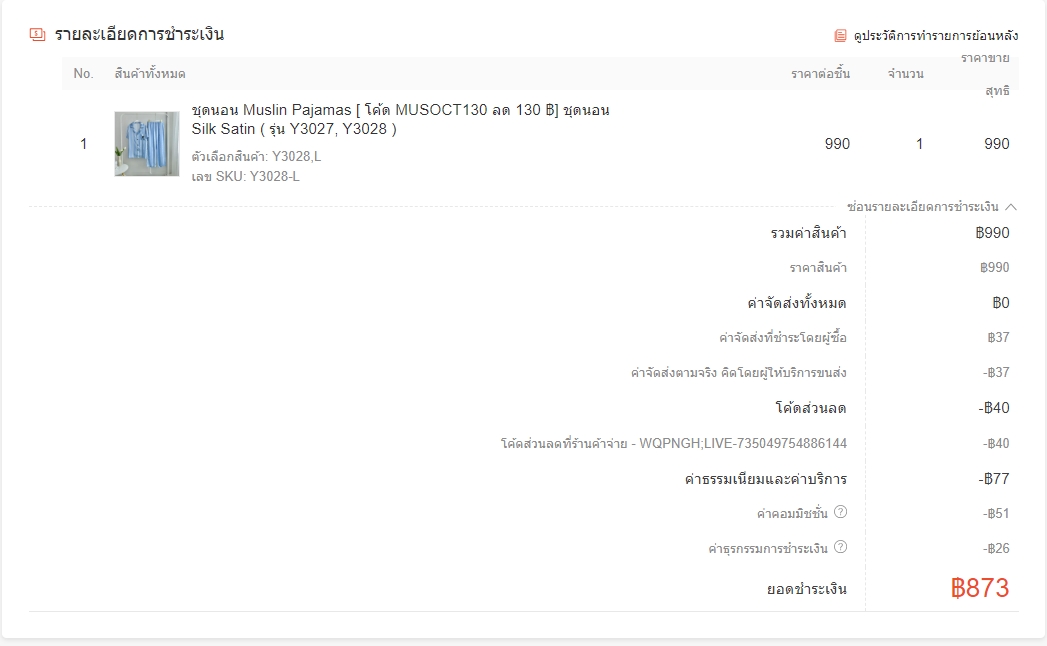 รายละเอียดการชำระเงิน
ดูประวัติการทำรายการย้อนหลัง
No. สินค้าทั้งหมด ราคาต่อชิ้น จำนวน ราคาขายสุทธิ
1 ชุดนอน Muslin Pajamas [ โค้ด MUSOCT130 ลด 130 ฿] ชุดนอน
Silk Satin ( รุ่น Y3027, Y3028 ) 990 1 990
ตัวเลือกสินค้า: Y3028,L
เลข SKU: Y3028-L
ซ่อนรายละเอียดการชำระเงิน
รวมค่าสินค้า ฿990
ราคาสินค้า ฿990
ค่าจัดส่งทั้งหมด ฿0
ค่าจัดส่งที่ชำระโดยผู้ซื้อ ฿37
ค่าจัดส่งตามจริง คิดโดยผู้ให้บริการขนส่ง -฿37
โค้ดส่วนลด -฿40
โค้ดส่วนลดที่ร้านค้าจ่าย - WQPNGH;LIVE-735049754886144 -฿40
ค่าธรรมเนียมและค่าบริการ -฿77
ค่าคอมมิชชั่น ? -฿51
ค่าธุรกรรมการชำระเงิน ? -฿26
ยอดชำระเงิน ฿873